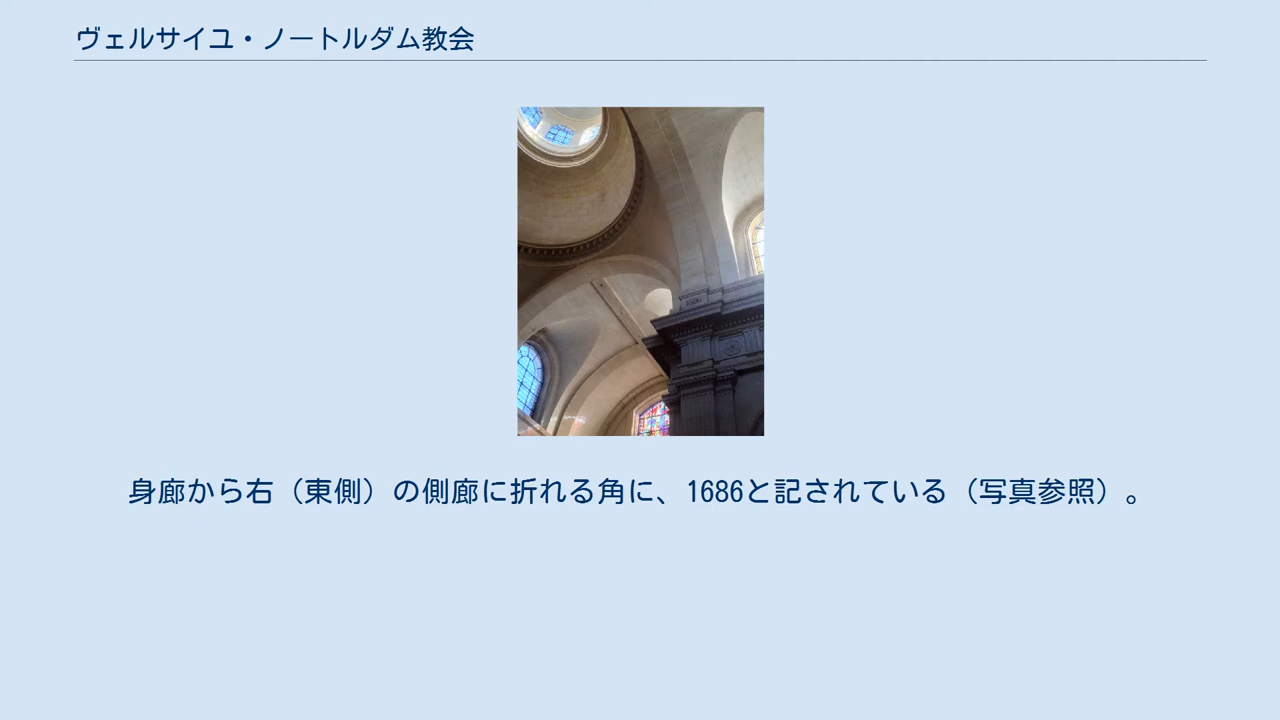 ヴェルサイユ・ノートルダム教会
1686
身廊から右（東側）の側廊に折れる角に、1686と記されている（写真参照）。